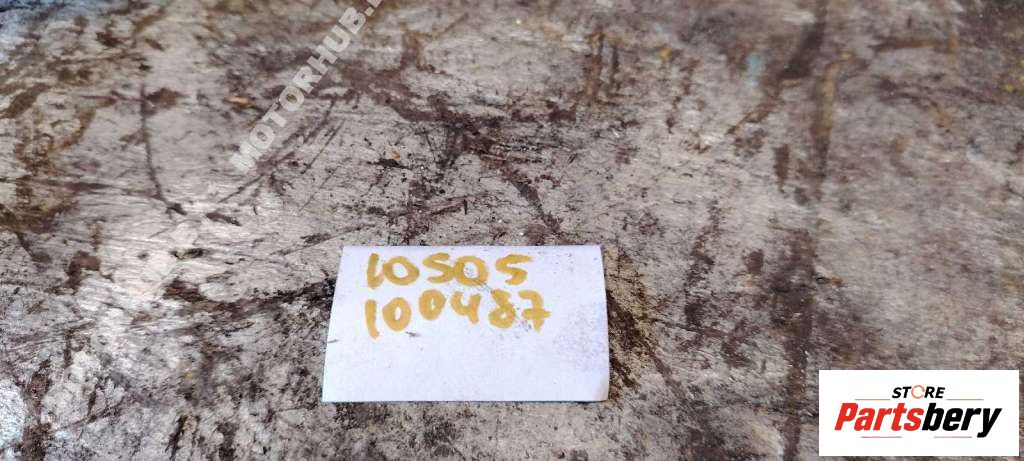 MOTORHUB.
10505
100487
STORE
Partsbery